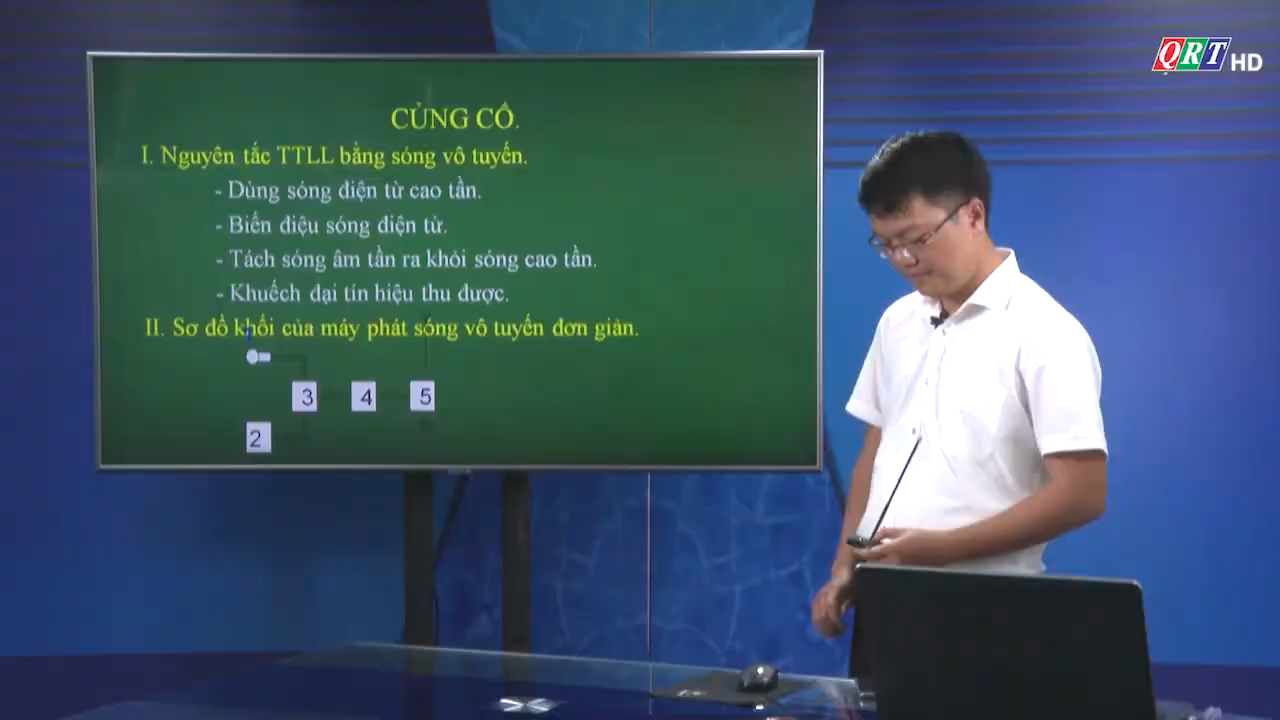 QRT HD
CỦNG CỐ.
I. Nguyên tắc TTLL bằng sóng vô tuyến.
- Dùng sóng điện từ cao tần.
- Biến điệu sóng điện từ.
- Tách sóng âm tần ra khỏi sóng cao tần.
- Khuếch đại tín hiệu thu được.
II. Sơ đồ khối của máy phát sóng vô tuyến đơn giản.
3 4 5
2